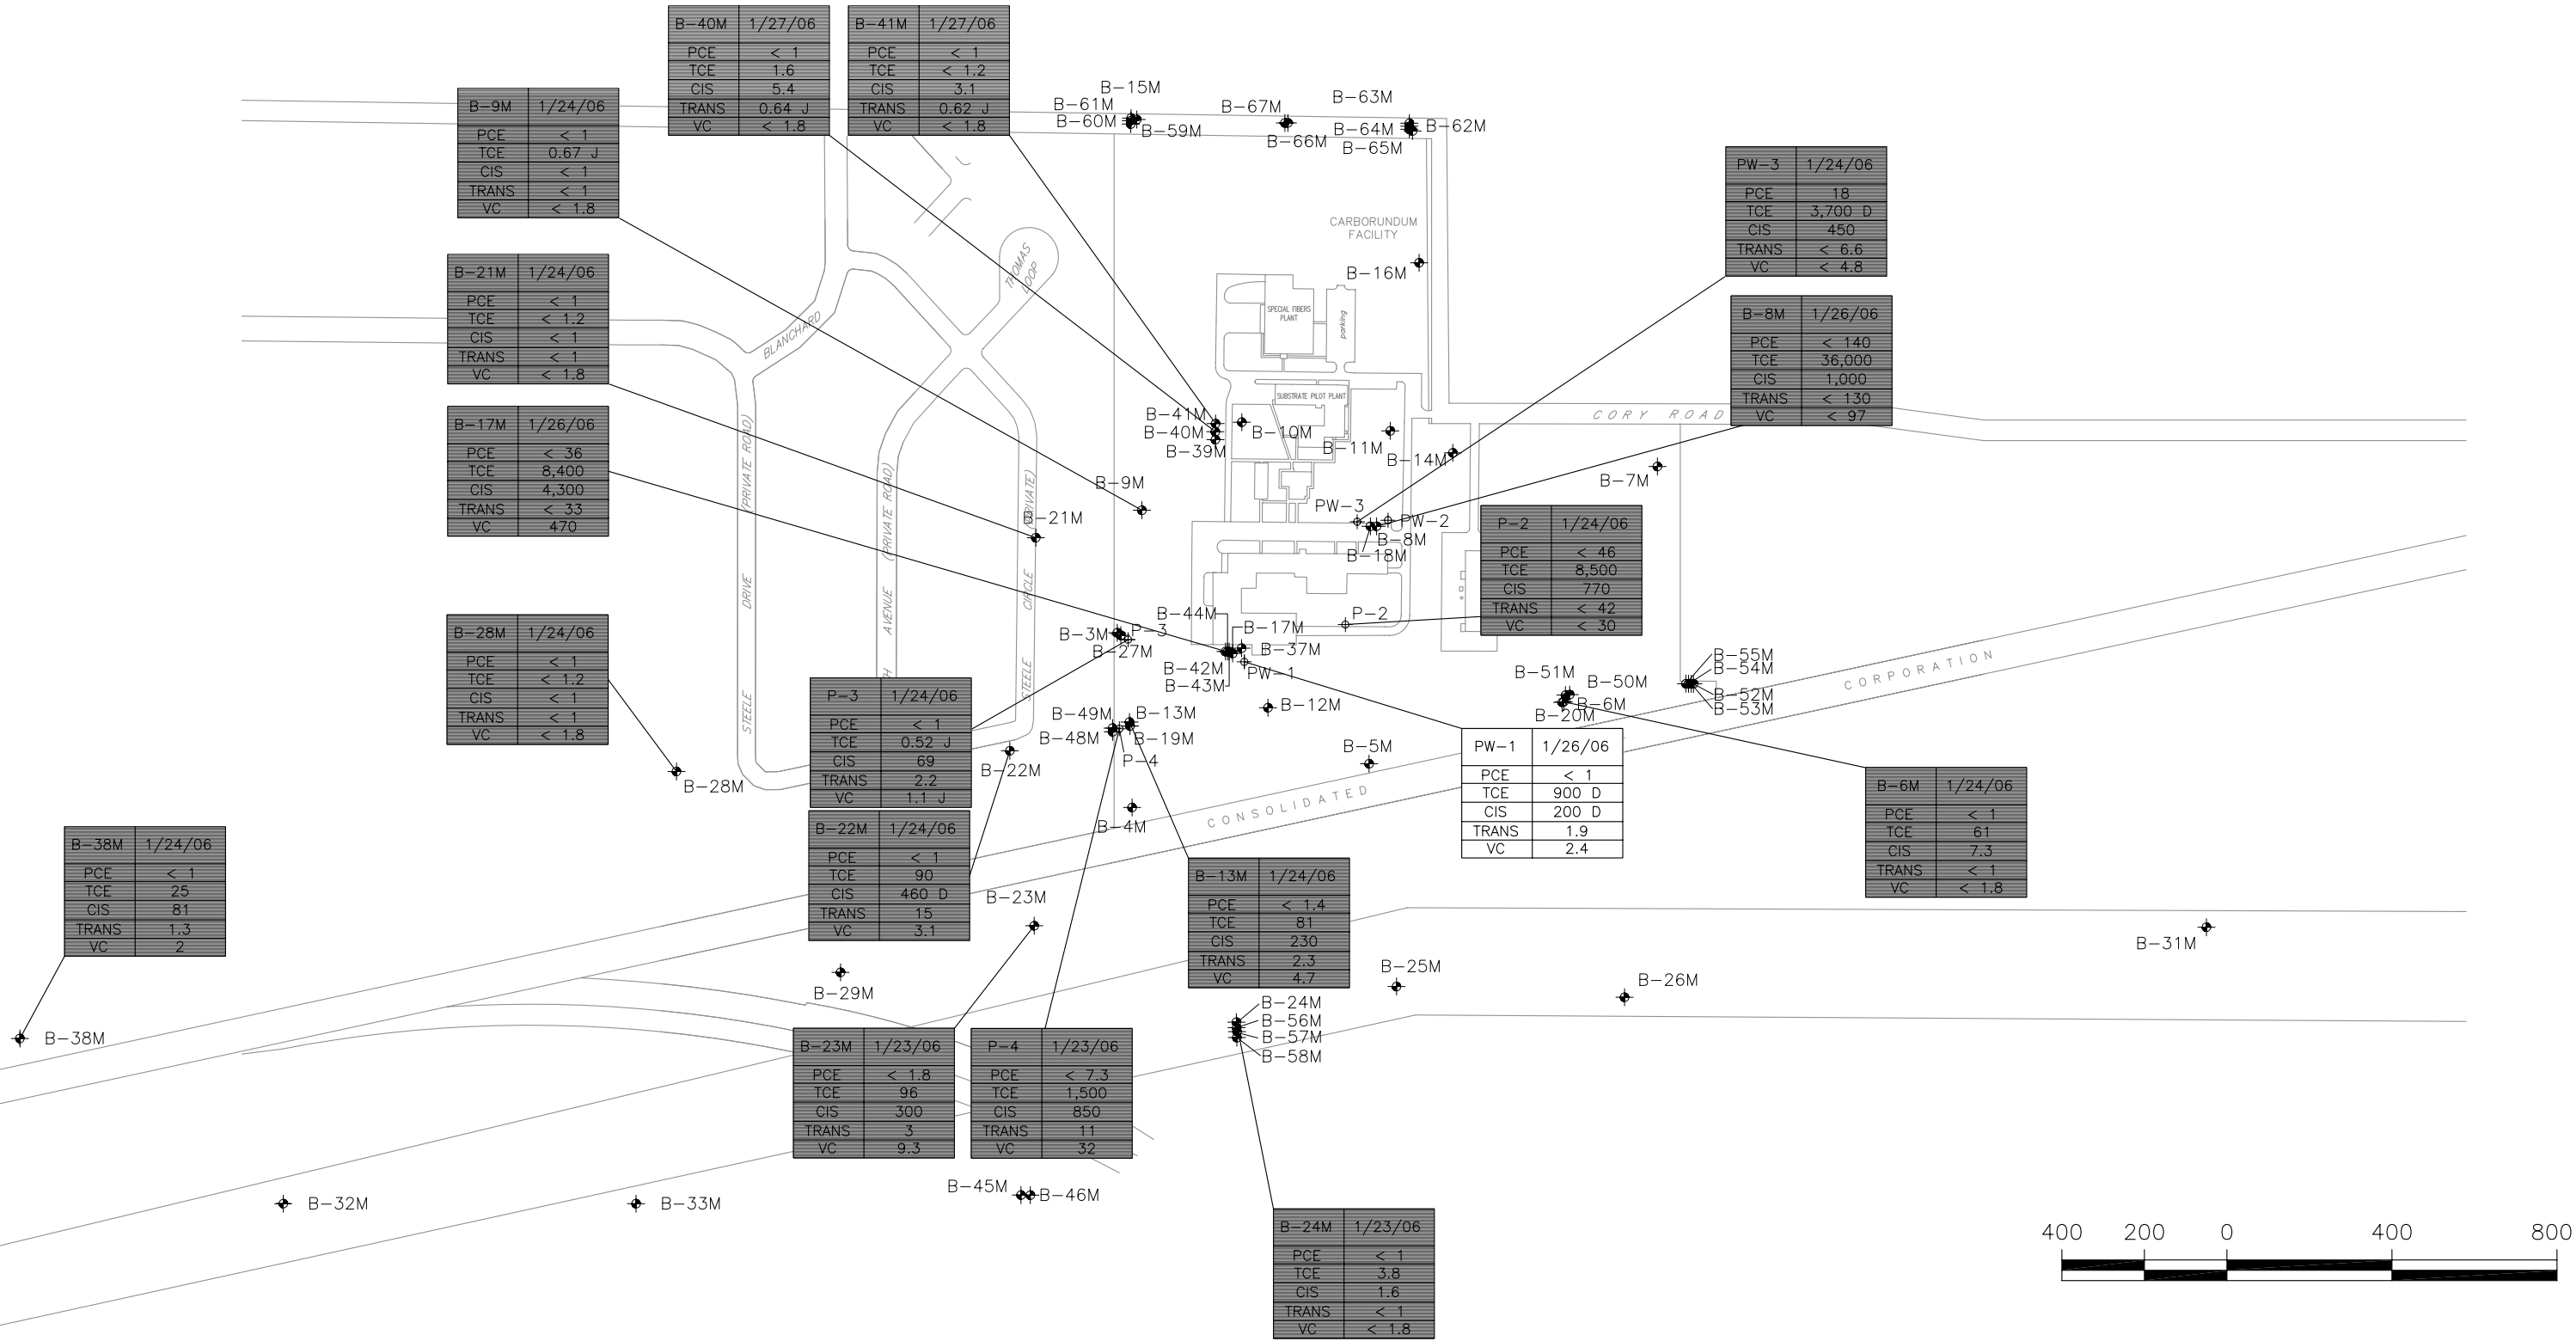 B-40M 1/27/06
PCE < 1
TCE 1.6
CIS 5.4
TRANS 0.64 J
VC < 1.8
B-41M 1/27/06
PCE < 1
TCE < 1.2
CIS 3.1
TRANS 0.62 J
VC < 1.8
B-9M 1/24/06
PCE < 1
TCE 0.67 J
CIS < 1
TRANS < 1
VC < 1.8
B-15M
B-61M
B-60M
B-59M
B-67M
B-66M
B-63M
B-64M
B-62M
B-65M
PW-3 1/24/06
PCE 18
TCE 3,700 D
CIS 450
TRANS < 6.6
VC < 4.8
CARBORUNDUM
FACILITY
B-16M
THOMAS
LOOP
B-21M 1/24/06
PCE < 1
TCE < 1.2
CIS < 1
TRANS < 1
VC < 1.8
BLANCHARD
SPECIAL FIBERS
PLANT
parking
B-8M 1/26/06
PCE < 140
TCE 36,000
CIS 1,000
TRANS < 130
VC < 97
SUBSTRATE PILOT PLANT
CORY ROAD
B-17M 1/26/06
PCE < 36
TCE 8,400
CIS 4,300
TRANS < 33
VC 470
B-41M
B-40M
B-39M
B-10M
B-11M
B-14M
B-7M
B-9M
B-21M
PW-3
PW-2
B-8M
B-18M
P-2 1/24/06
PCE < 46
TCE 8,500
CIS 770
TRANS < 42
VC < 30
STEELE DRIVE (PRIVATE ROAD)
AVENUE (PRIVATE ROAD)
STEELE CIRCLE (PRIVATE)
B-28M 1/24/06
PCE < 1
TCE < 1.2
CIS < 1
TRANS < 1
VC < 1.8
B-44M
P-2
B-3M
P-3
B-27M
B-17M
B-37M
B-42M
PW-1
B-43M
B-12M
B-55M
B-54M
B-52M
B-53M
B-51M
B-50M
B-6M
B-20M
CORPORATION
P-3 1/24/06
PCE < 1
TCE 0.52 J
CIS 69
TRANS 2.2
VC 1.1 J
B-49M
B-48M
B-13M
B-19M
P-4
B-22M
B-28M
B-5M
B-4M
CONSOLIDATED
PW-1 1/26/06
PCE < 1
TCE 900 D
CIS 200 D
TRANS 1.9
VC 2.4
B-6M 1/24/06
PCE < 1
TCE 61
CIS 7.3
TRANS < 1
VC < 1.8
B-22M 1/24/06
PCE < 1
TCE 90
CIS 460 D
TRANS 15
VC 3.1
B-38M 1/24/06
PCE < 1
TCE 25
CIS 81
TRANS 1.3
VC 2
B-13M 1/24/06
PCE < 1.4
TCE 81
CIS 230
TRANS 2.3
VC 4.7
B-23M
B-29M
B-38M
B-25M
B-26M
B-31M
B-24M
B-56M
B-57M
B-58M
B-23M 1/23/06
PCE < 1.8
TCE 96
CIS 300
TRANS 3
VC 9.3
P-4 1/23/06
PCE < 7.3
TCE 1,500
CIS 850
TRANS 11
VC 32
B-45M
B-46M
B-32M
B-33M
B-24M 1/23/06
PCE < 1
TCE 3.8
CIS 1.6
TRANS < 1
VC < 1.8
400 200 0 400 800